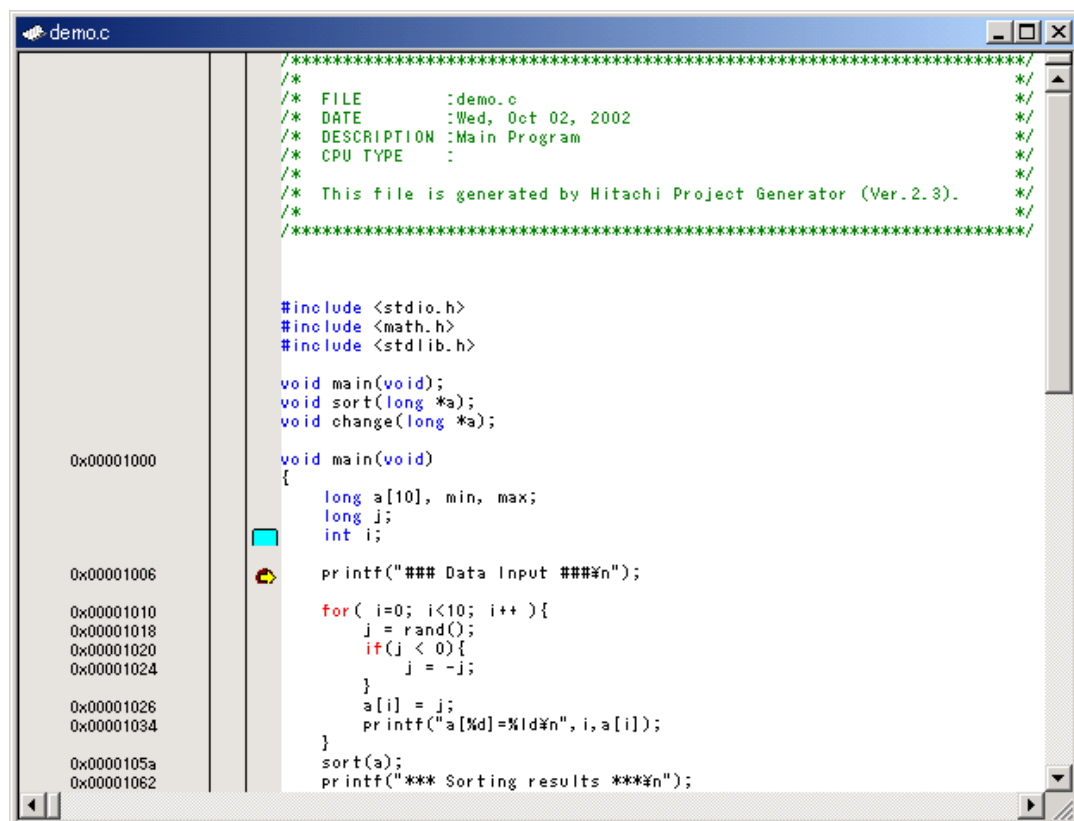 demo.c
/***********************************************************************/
/*                                                                     */
/*  FILE        :demo.c                                                */
/*  DATE        :Wed, Oct 02, 2002                                     */
/*  DESCRIPTION :Main Program                                          */
/*  CPU TYPE    :                                                      */
/*                                                                     */
/*  This file is generated by Hitachi Project Generator (Ver.2.3).     */
/*                                                                     */
/***********************************************************************/
#include <stdio.h>
#include <math.h>
#include <stdlib.h>
void main(void);
void sort(long *a);
void change(long *a);
0x00001000 void main(void)
{
    long a[10], min, max;
    long j;
    int i;
0x00001006     printf("### Data Input ###¥n");
0x00001010     for( i=0; i<10; i++ ){
0x00001018         j = rand();
0x00001020         if(j < 0){
0x00001024             j = -j;
        }
0x00001026         a[i] = j;
0x00001034         printf("a[%d]=%ld¥n",i,a[i]);
    }
0x0000105a     sort(a);
0x00001062     printf("*** Sorting results ***¥n");